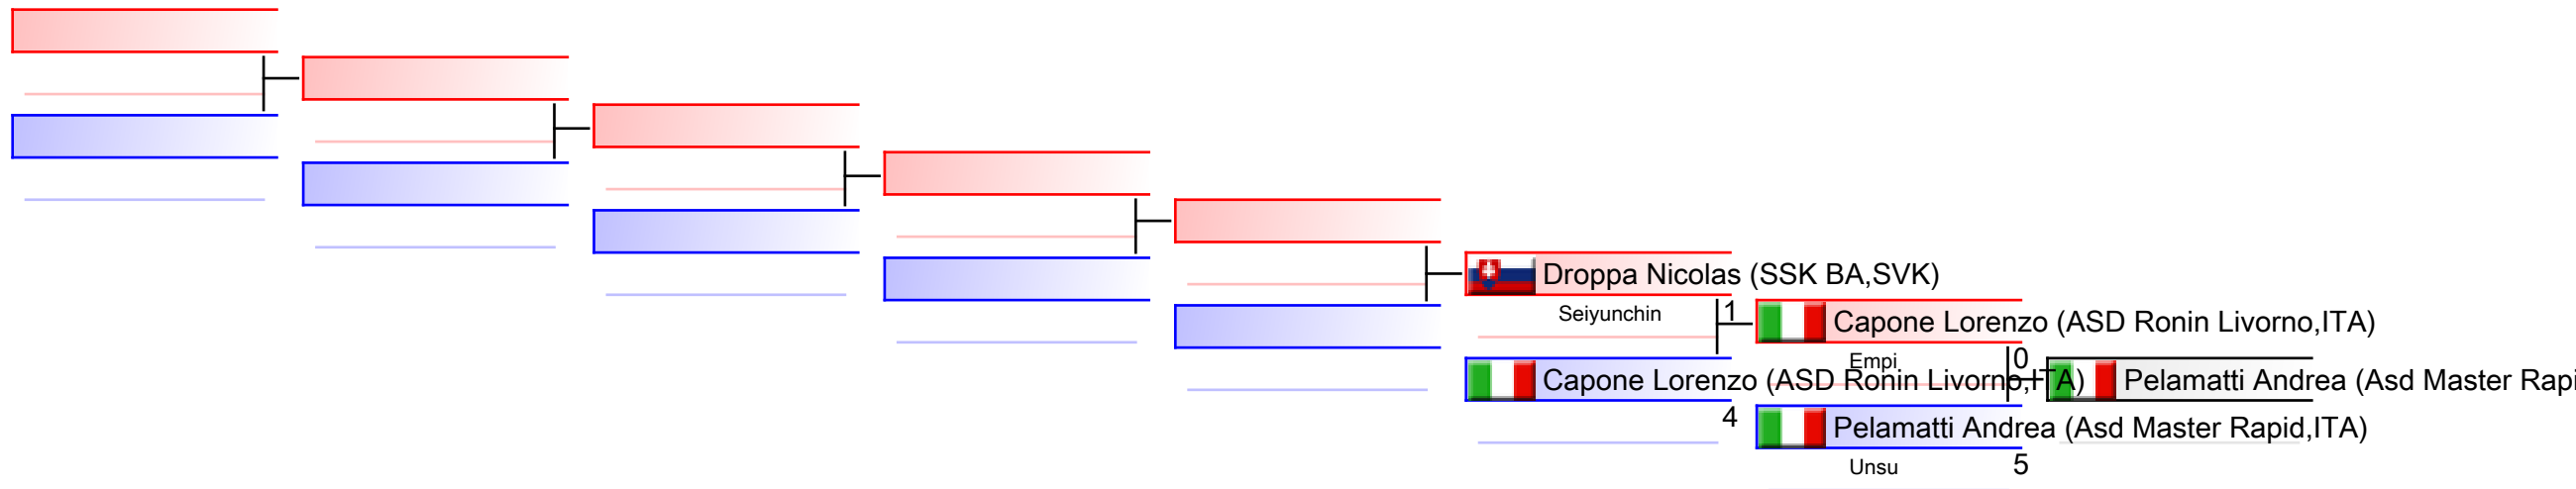 Droppa Nicolas (SSK BA,SVK)
Seiyunchin
1
Capone Lorenzo (ASD Ronin Livorno,ITA)
4
Capone Lorenzo (ASD Ronin Livorno,ITA)
Empi
0
Pelamatti Andrea (Asd Master Rapid,ITA)
Unsu
5
Pelamatti Andrea (Asd Master Rapi